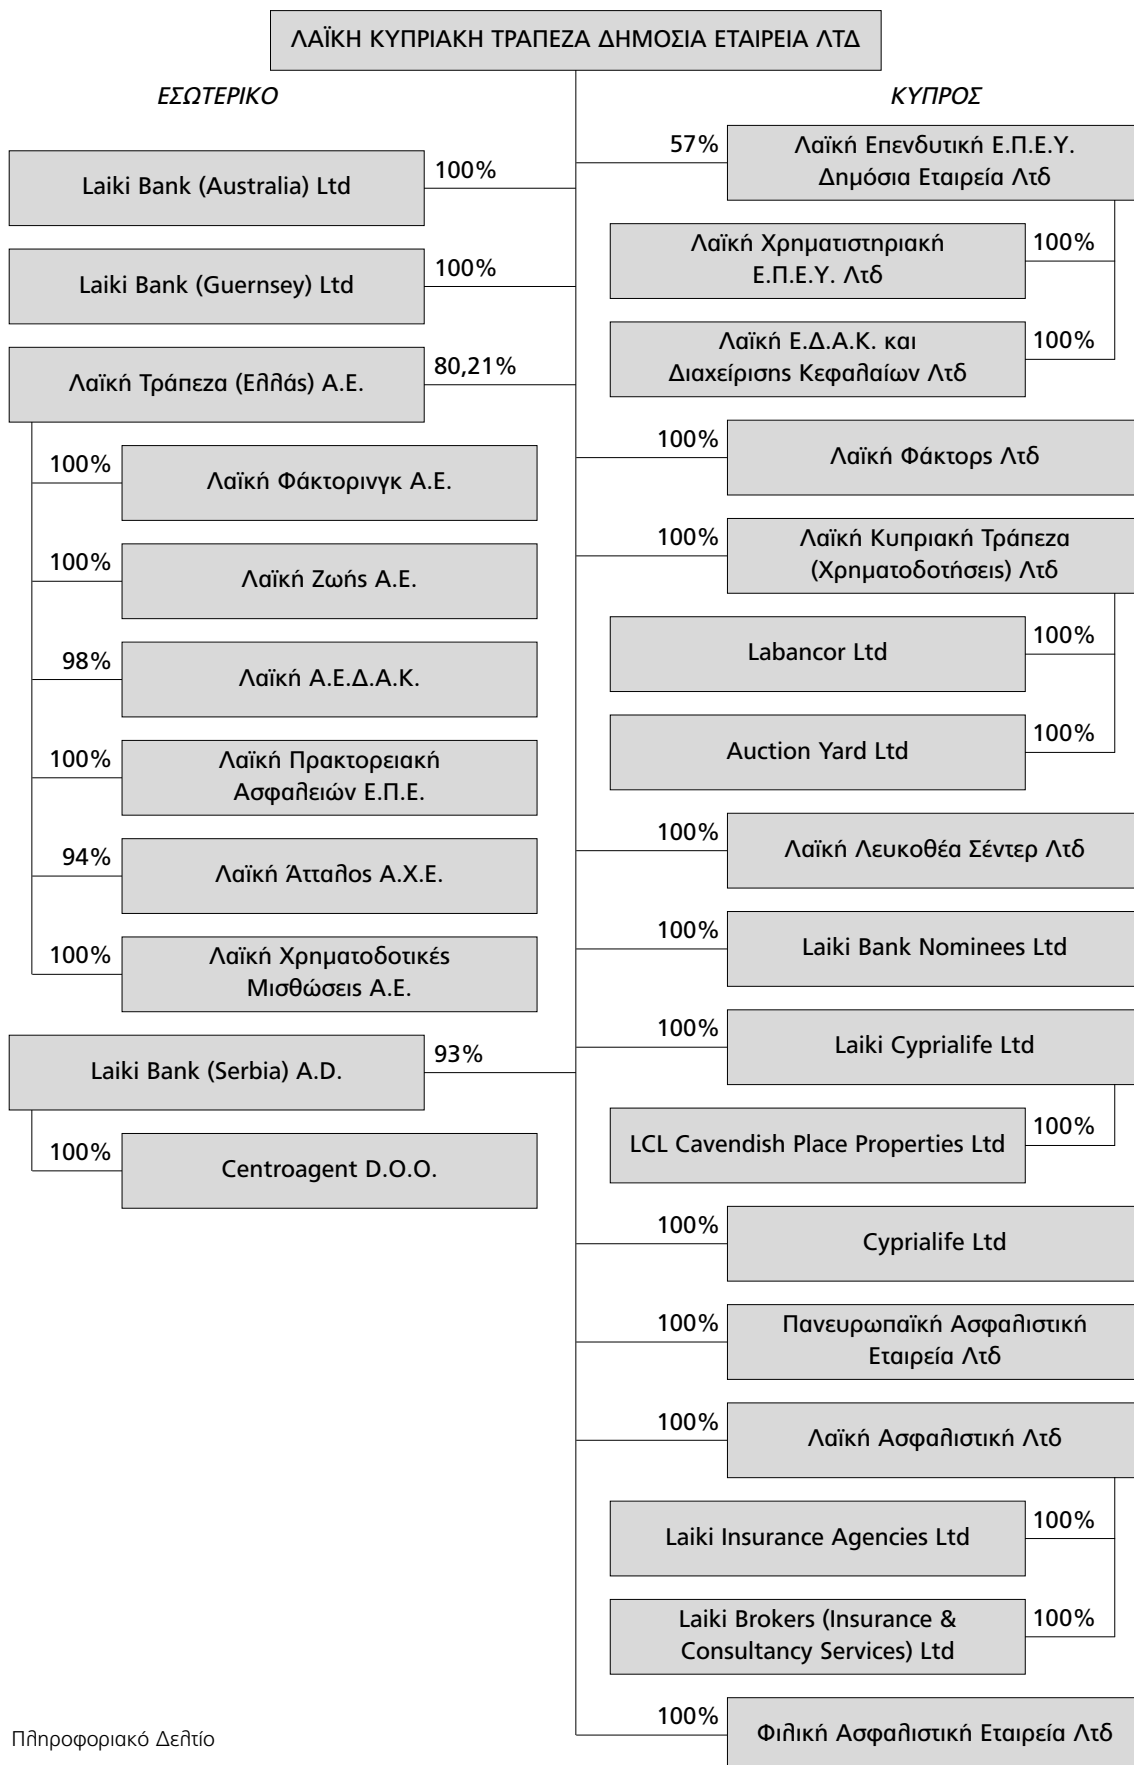 ΛΑΪΚΗ ΚΥΠΡΙΑΚΗ ΤΡΑΠΕΖΑ ΔΗΜΟΣΙΑ ΕΤΑΙΡΕΙΑ ΛΤΔ
ΕΣΩΤΕΡΙΚΟ
Laiki Bank (Australia) Ltd
100%
Laiki Bank (Guernsey) Ltd
100%
Λαϊκή Τράπεζα (Ελλάς) Α.Ε.
80,21%
100%
Λαϊκή Φάκτορινγκ Α.Ε.
100%
Λαϊκή Ζωής Α.Ε.
98%
Λαϊκή Α.Ε.Δ.Α.Κ.
100%
Λαϊκή Πρακτορειακή
Ασφαλειών Ε.Π.Ε.
94%
Λαϊκή Άτταλος Α.Χ.Ε.
100%
Λαϊκή Χρηματοδοτικές
Μισθώσεις Α.Ε.
Laiki Bank (Serbia) A.D.
93%
100%
Centroagent D.O.O.
ΚΥΠΡΟΣ
57%
Λαϊκή Επενδυτική Ε.Π.Ε.Υ.
Δημόσια Εταιρεία Λτδ
Λαϊκή Χρηματιστηριακή
Ε.Π.Ε.Υ. Λτδ
100%
Λαϊκή Ε.Δ.Α.Κ. και
Διαχείρισης Κεφαλαίων Λτδ
100%
100%
Λαϊκή Φάκτορς Λτδ
100%
Λαϊκή Κυπριακή Τράπεζα
(Χρηματοδοτήσεις) Λτδ
Labancor Ltd
100%
Auction Yard Ltd
100%
100%
Λαϊκή Λευκοθέα Σέντερ Λτδ
100%
Laiki Bank Nominees Ltd
100%
Laiki Cyprialife Ltd
LCL Cavendish Place Properties Ltd
100%
100%
Cyprialife Ltd
100%
Πανευρωπαϊκή Ασφαλιστική
Εταιρεία Λτδ
100%
Λαϊκή Ασφαλιστική Λτδ
Laiki Insurance Agencies Ltd
100%
Laiki Brokers (Insurance &
Consultancy Services) Ltd
100%
100%
Φιλική Ασφαλιστική Εταιρεία Λτδ
Πληροφοριακό Δελτίο